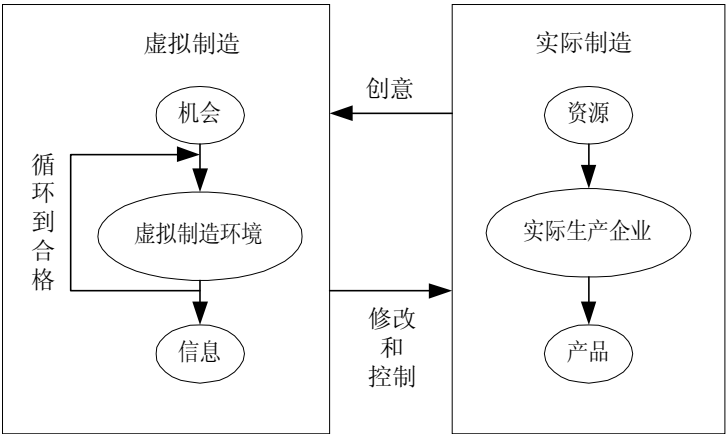 虚拟制造
机会
循环到合格
虚拟制造环境
信息
创意
修改
和
控制
实际制造
资源
实际生产企业
产品